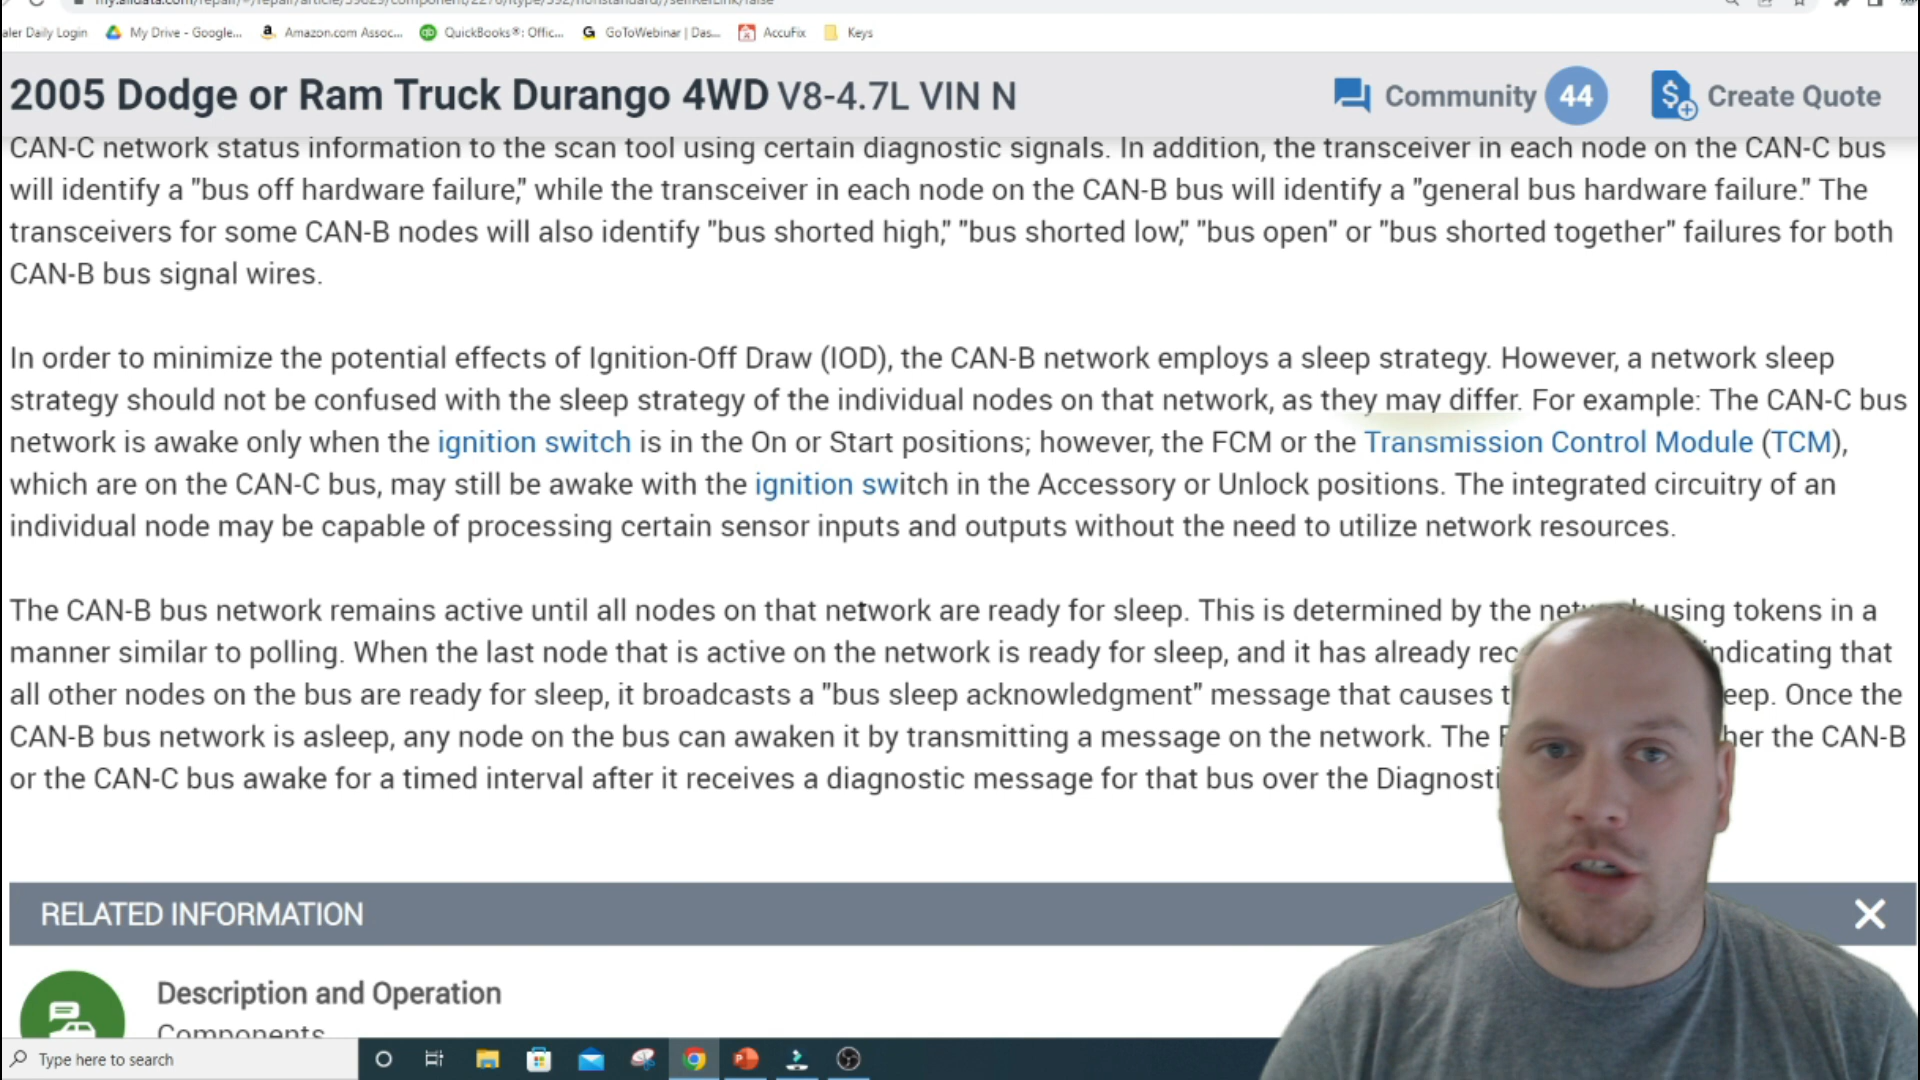 aler Daily Login My Drive - Google... Amazon.com Assoc... QuickBooks®: Offic... GoToWebinar | Das... AccuFix Keys
2005 Dodge or Ram Truck Durango 4WD V8-4.7L VIN N Community 44 Create Quote
CAN-C network status information to the scan tool using certain diagnostic signals. In addition, the transceiver in each node on the CAN-C bus
will identify a "bus off hardware failure," while the transceiver in each node on the CAN-B bus will identify a "general bus hardware failure." The
transceivers for some CAN-B nodes will also identify "bus shorted high," "bus shorted low," "bus open" or "bus shorted together" failures for both
CAN-B bus signal wires.
In order to minimize the potential effects of Ignition-Off Draw (IOD), the CAN-B network employs a sleep strategy. However, a network sleep
strategy should not be confused with the sleep strategy of the individual nodes on that network, as they may differ. For example: The CAN-C bus
network is awake only when the ignition switch is in the On or Start positions; however, the FCM or the Transmission Control Module (TCM),
which are on the CAN-C bus, may still be awake with the ignition switch in the Accessory or Unlock positions. The integrated circuitry of an
individual node may be capable of processing certain sensor inputs and outputs without the need to utilize network resources.
The CAN-B bus network remains active until all nodes on that network are ready for sleep. This is determined by the network using tokens in a
manner similar to polling. When the last node that is active on the network is ready for sleep, and it has already rec ndicating that
all other nodes on the bus are ready for sleep, it broadcasts a "bus sleep acknowledgment" message that causes t eep. Once the
CAN-B bus network is asleep, any node on the bus can awaken it by transmitting a message on the network. The her the CAN-B
or the CAN-C bus awake for a timed interval after it receives a diagnostic message for that bus over the Diagnosti
RELATED INFORMATION
Description and Operation
Components
Type here to search